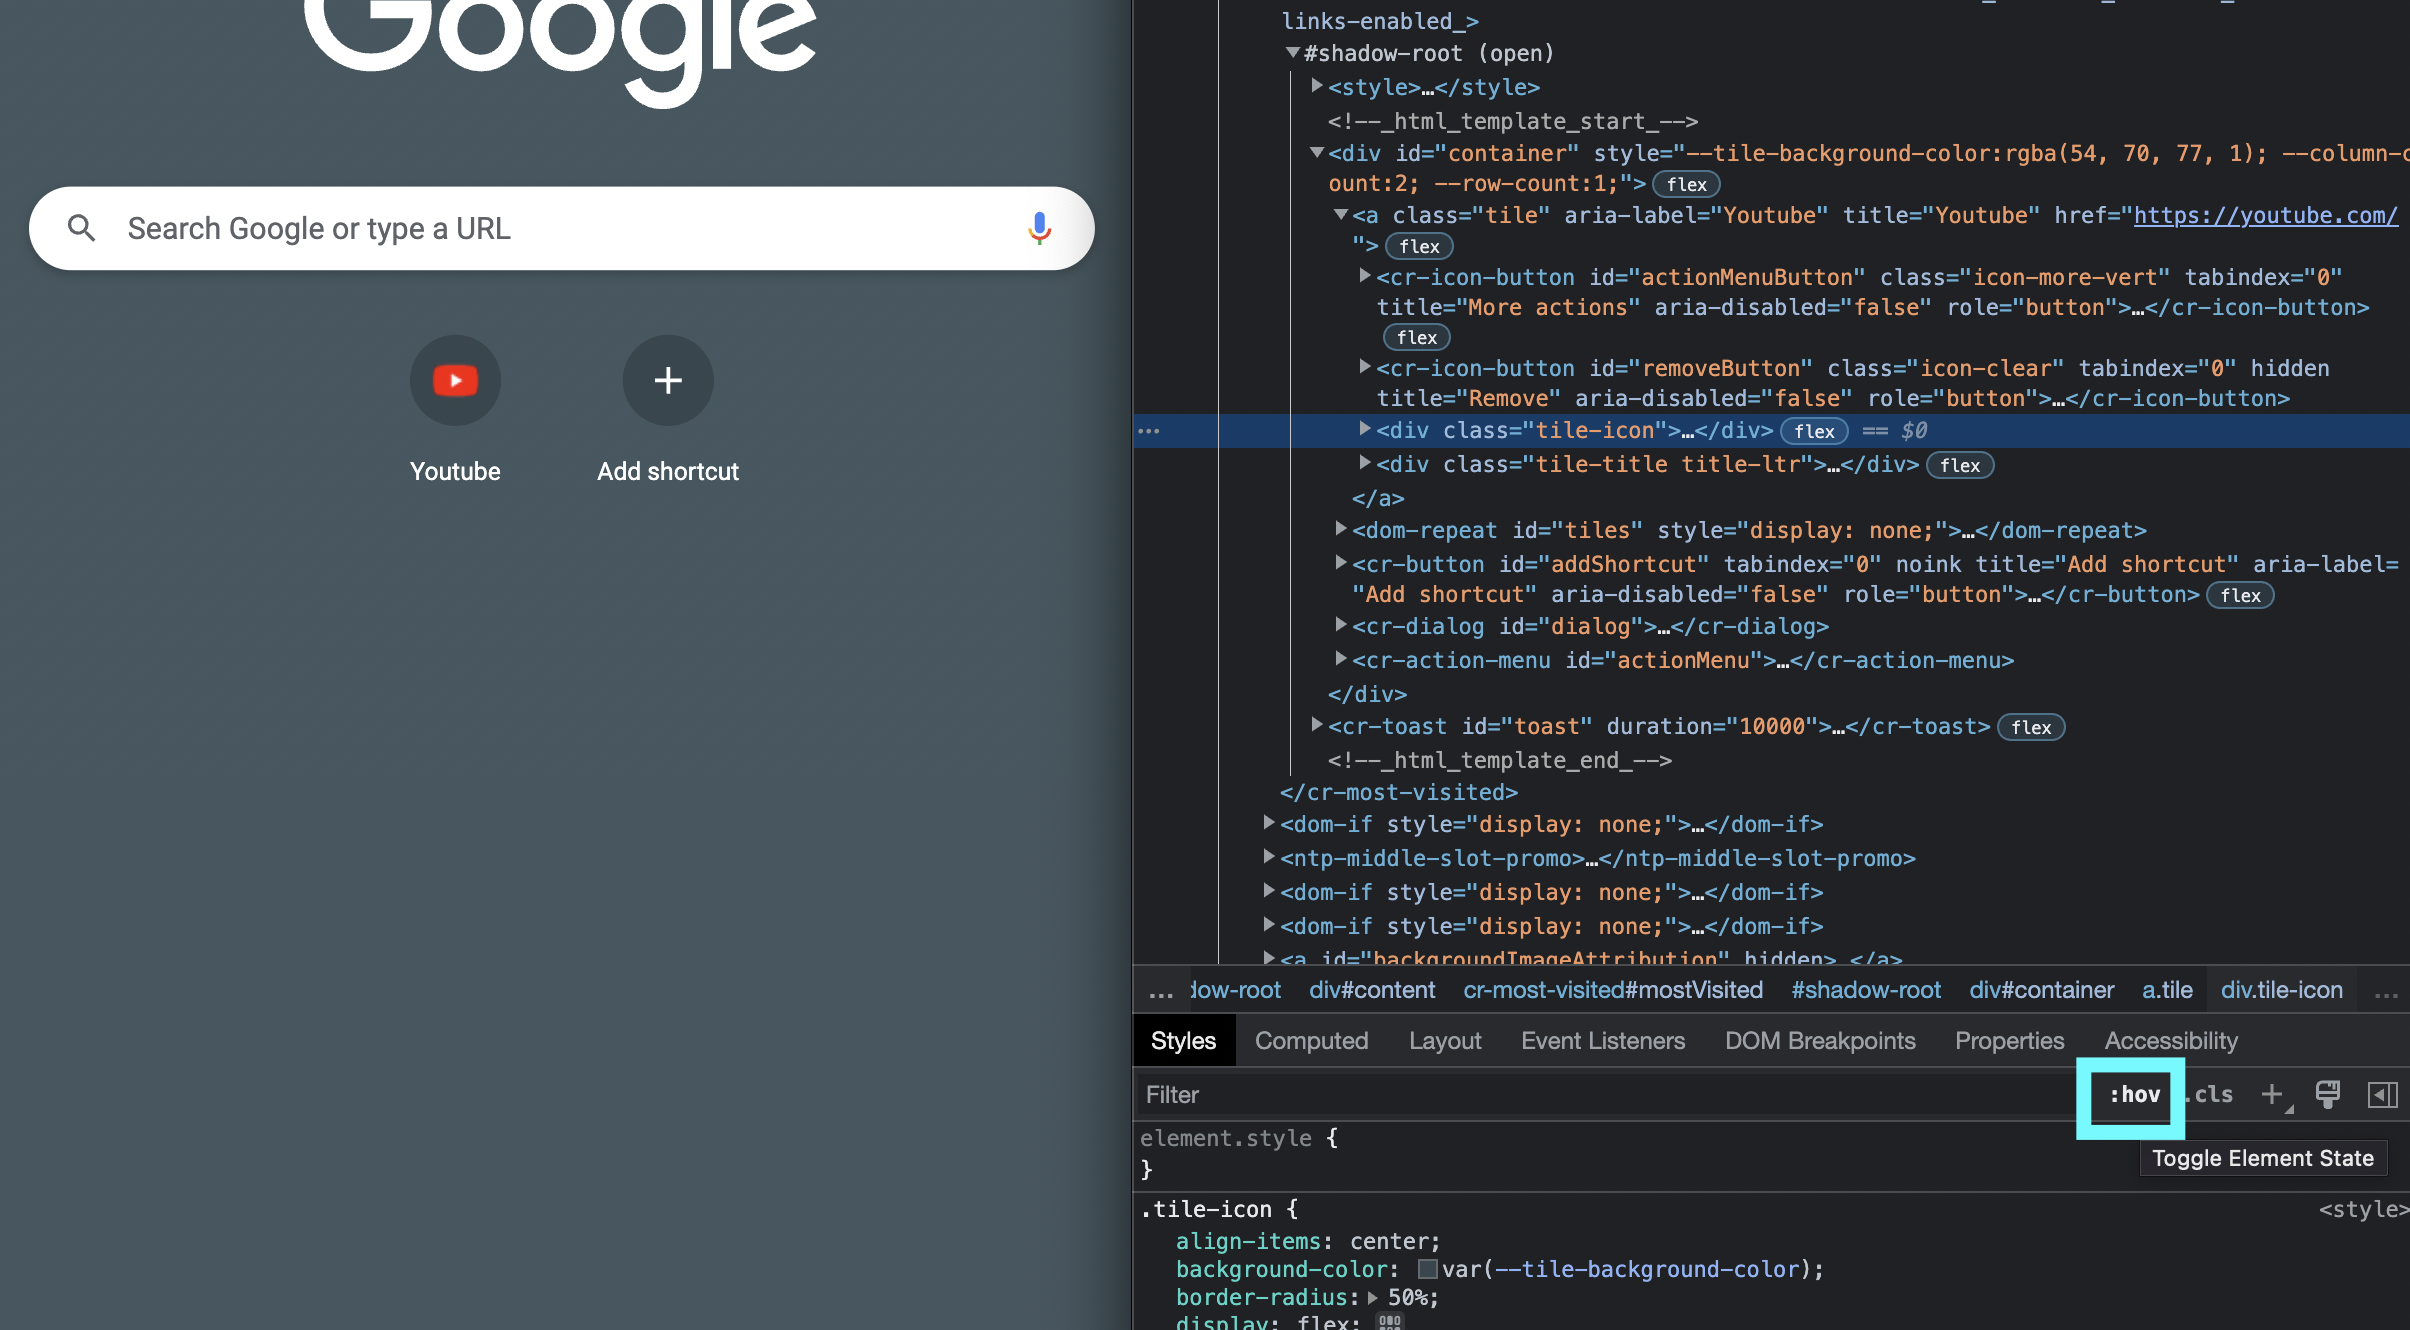 Google
Search Google or type a URL
Youtube
Add shortcut
links-enabled_>
#shadow-root (open)
<style>…</style>
<!--_html_template_start_-->
<div id="container" style="--tile-background-color:rgba(54, 70, 77, 1); --column-c
ount:2; --row-count:1;"> flex
<a class="tile" aria-label="Youtube" title="Youtube" href="https://youtube.com/
"> flex
<cr-icon-button id="actionMenuButton" class="icon-more-vert" tabindex="0"
title="More actions" aria-disabled="false" role="button">…</cr-icon-button>
flex
<cr-icon-button id="removeButton" class="icon-clear" tabindex="0" hidden
title="Remove" aria-disabled="false" role="button">…</cr-icon-button>
… <div class="tile-icon">…</div> flex == $0
<div class="tile-title title-ltr">…</div> flex
</a>
<dom-repeat id="tiles" style="display: none;">…</dom-repeat>
<cr-button id="addShortcut" tabindex="0" noink title="Add shortcut" aria-label=
"Add shortcut" aria-disabled="false" role="button">…</cr-button> flex
<cr-dialog id="dialog">…</cr-dialog>
<cr-action-menu id="actionMenu">…</cr-action-menu>
</div>
<cr-toast id="toast" duration="10000">…</cr-toast> flex
<!--_html_template_end_-->
</cr-most-visited>
<dom-if style="display: none;">…</dom-if>
<ntp-middle-slot-promo>…</ntp-middle-slot-promo>
<dom-if style="display: none;">…</dom-if>
<dom-if style="display: none;">…</dom-if>
<a id="backgroundImageAttribution" hidden> </a>
… dow-root div#content cr-most-visited#mostVisited #shadow-root div#container a.tile div.tile-icon …
Styles Computed Layout Event Listeners DOM Breakpoints Properties Accessibility
Filter :hov .cls +
element.style {
}
Toggle Element State
.tile-icon { <style>
align-items: center;
background-color: var(--tile-background-color);
border-radius: 50%;
display: flex;